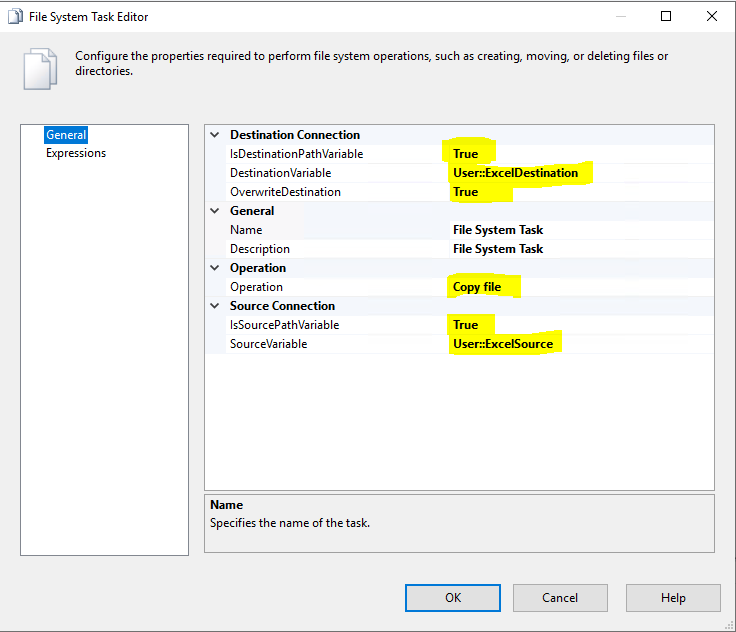 File System Task Editor
Configure the properties required to perform file system operations, such as creating, moving, or deleting files or
directories.
General
Expressions
Destination Connection
IsDestinationPathVariable True
DestinationVariable User::ExcelDestination
OverwriteDestination True
General
Name File System Task
Description File System Task
Operation
Operation Copy file
Source Connection
IsSourcePathVariable True
SourceVariable User::ExcelSource
Name
Specifies the name of the task.
OK Cancel Help